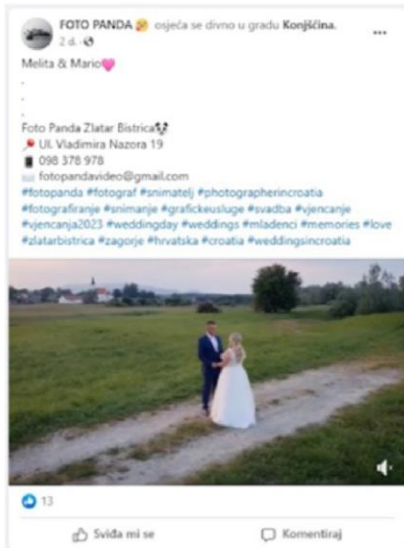 FOTO PANDA osjeća se divno u gradu Konjščina.
2 d.
Melita & Mario
.
.
.
Foto Panda Zlatar Bistrica
Ul. Vladimira Nazora 19
098 378 978
fotopandavideo@gmail.com
#fotopanda #fotograf #snimatelj #photographerincroatia
#fotografiranje #snimanje #grafickeusluge #svadba #vjencanje
#vjencanja2023 #weddingday #weddings #mladenci #memories #love
#zlatarbistrica #zagorje #hrvatska #croatia #weddingsincroatia
13
Sviđa mi se
Komentiraj